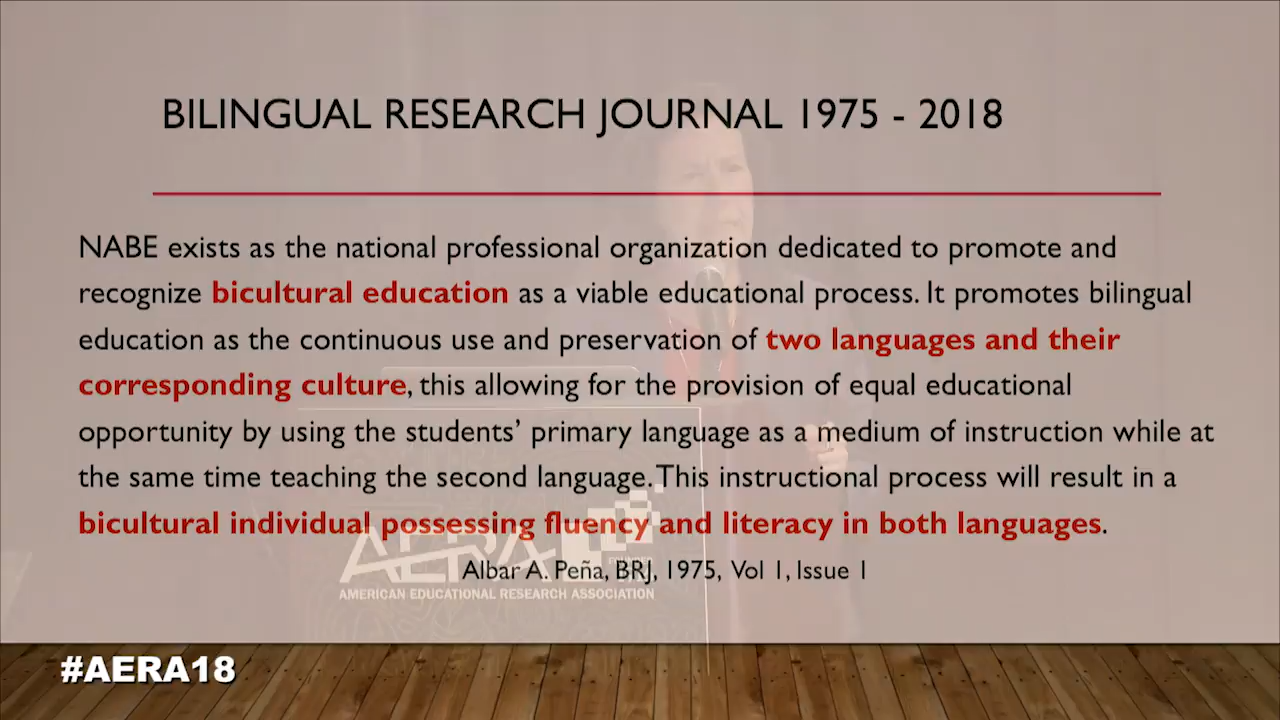 BILINGUAL RESEARCH JOURNAL 1975 - 2018
NABE exists as the national professional organization dedicated to promote and
recognize bicultural education as a viable educational process. It promotes bilingual
education as the continuous use and preservation of two languages and their
corresponding culture, this allowing for the provision of equal educational
opportunity by using the students' primary language as a medium of instruction while at
the same time teaching the second language. This instructional process will result in a
bicultural individual possessing fluency and literacy in both languages.
Albar A. Peña, BRJ, 1975, Vol 1, Issue 1
AERA
FOUNDED
AMERICAN EDUCATIONAL RESEARCH ASSOCIATION
#AERA18